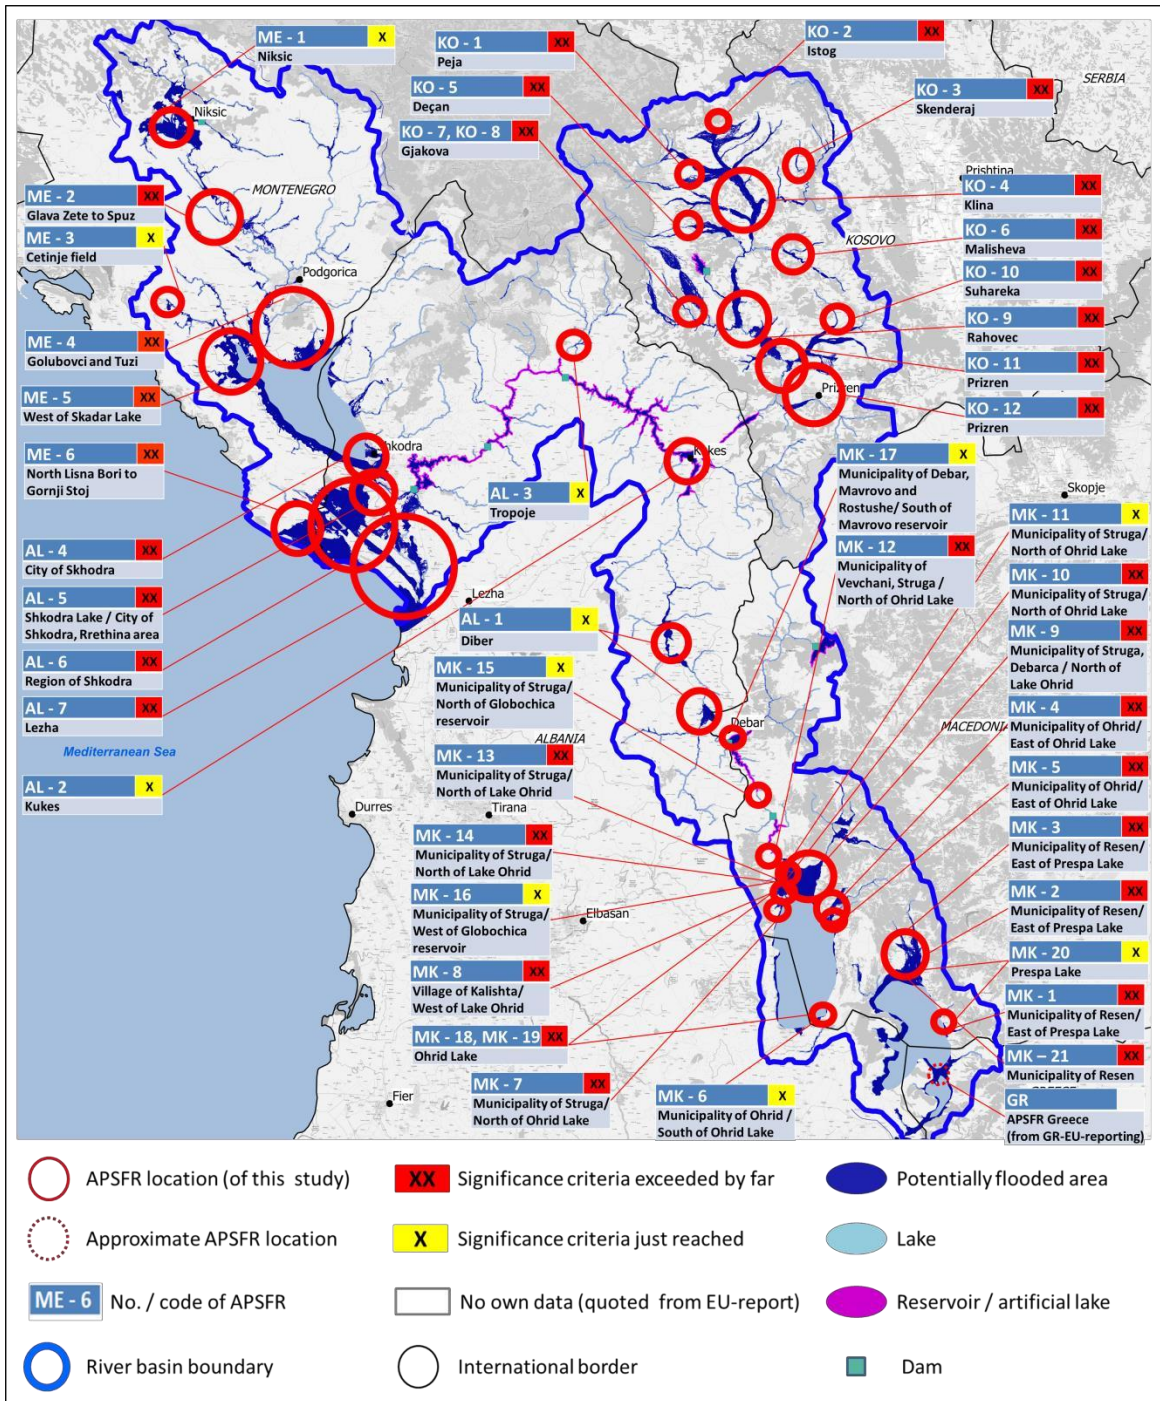 ME - 1
X
Niksic
KO - 1
XX
Peja
KO - 2
XX
Istog
SERBIA
KO - 5
XX
Deçan
KO - 3
XX
Skenderaj
KO - 7, KO - 8
XX
Gjakova
Niksic
Prishtina
ME - 2
XX
Glava Zete to Spuz
MONTENEGRO
KO - 4
XX
Klina
ME - 3
X
Cetinje field
KO - 6
XX
Malisheva
KOSOVO
Podgorica
KO - 10
XX
Suhareka
ME - 4
XX
Golubovci and Tuzi
KO - 9
XX
Rahovec
KO - 11
XX
Prizren
ME - 5
XX
West of Skadar Lake
Prizren
KO - 12
XX
Prizren
ME - 6
XX
North Lisna Bori to
Gornji Stoj
Shkodra
Kukes
MK - 17
X
Municipality of Debar,
Mavrovo and
Rostushe/ South of
Mavrovo reservoir
Skopje
AL - 3
X
Tropoje
MK - 11
X
Municipality of Struga/
North of Ohrid Lake
AL - 4
XX
City of Skhodra
MK - 12
XX
Municipality of
Vevchani, Struga /
North of Ohrid Lake
MK - 10
XX
Municipality of Struga/
North of Ohrid Lake
AL - 5
XX
Shkodra Lake / City of
Shkodra, Rrethina area
Lezha
AL - 1
X
Diber
MK - 9
XX
Municipality of Struga,
Debarca / North of
Lake Ohrid
AL - 6
XX
Region of Shkodra
MK - 15
X
Municipality of Struga/
North of Globochica
reservoir
AL - 7
XX
Lezha
MK - 4
XX
Municipality of Ohrid/
East of Ohrid Lake
Debar
MACEDONI
ALBANIA
Mediterranean Sea
MK - 13
XX
Municipality of Struga/
North of Lake Ohrid
MK - 5
XX
Municipality of Ohrid/
East of Ohrid Lake
AL - 2
X
Kukes
Durres
Tirana
MK - 3
XX
Municipality of Resen/
East of Prespa Lake
MK - 14
XX
Municipality of Struga/
North of Lake Ohrid
MK - 2
XX
Municipality of Resen/
East of Prespa Lake
MK - 16
X
Municipality of Struga/
West of Globochica
reservoir
Elbasan
MK - 20
X
Prespa Lake
MK - 8
XX
Village of Kalishta/
West of Lake Ohrid
MK - 1
XX
Municipality of Resen/
East of Prespa Lake
MK - 18, MK - 19
XX
Ohrid Lake
MK – 21
XX
Municipality of Resen
MK - 7
XX
Municipality of Struga/
North of Ohrid Lake
MK - 6
X
Municipality of Ohrid /
South of Ohrid Lake
GR
APSFR Greece
(from GR-EU-reporting)
Fier
APSFR location (of this study)
XX
Significance criteria exceeded by far
Potentially flooded area
Approximate APSFR location
X
Significance criteria just reached
Lake
ME - 6
No. / code of APSFR
No own data (quoted from EU-report)
Reservoir / artificial lake
River basin boundary
International border
Dam